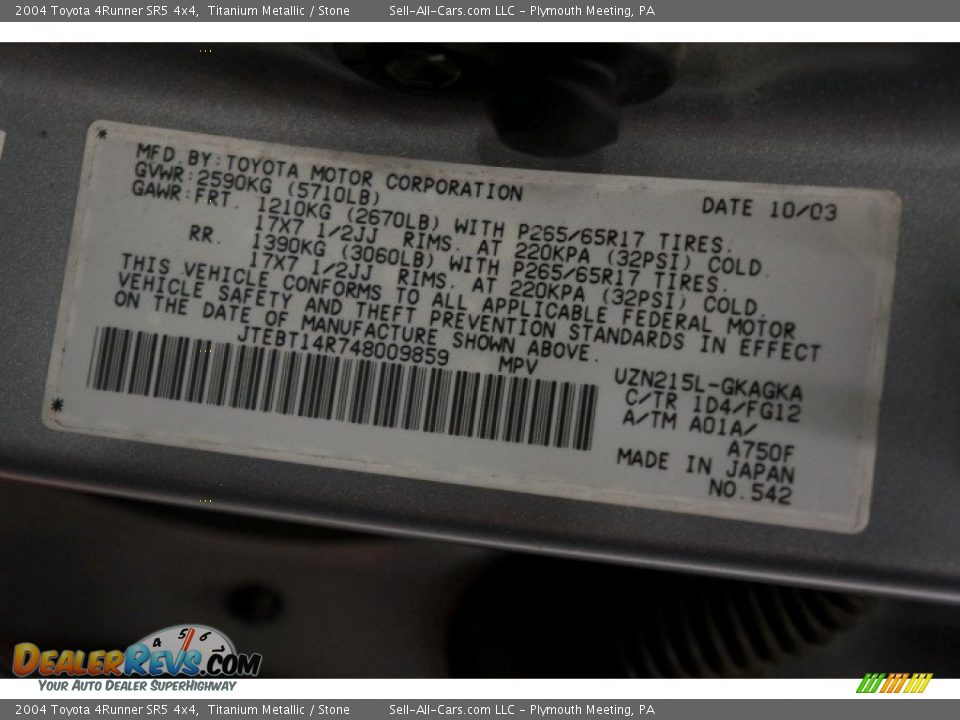 2004 Toyota 4Runner SR5 4x4, Titanium Metallic / Stone Sell-All-Cars.com LLC - Plymouth Meeting, PA
MFD.BY:TOYOTA MOTOR CORPORATION DATE 10/03
GVWR:2590KG (5710LB)
GAWR:FRT. 1210KG (2670LB) WITH P265/65R17 TIRES.
17X7 1/2JJ RIMS. AT 220KPA (32PSI) COLD.
RR. 1390KG (3060LB) WITH P265/65R17 TIRES.
17X7 1/2JJ RIMS. AT 220KPA (32PSI) COLD.
THIS VEHICLE CONFORMS TO ALL APPLICABLE FEDERAL MOTOR
VEHICLE SAFETY AND THEFT PREVENTION STANDARDS IN EFFECT
ON THE DATE OF MANUFACTURE SHOWN ABOVE.
JTEBT14R748009859 MPV
UZN215L-GKAGKA
C/TR 1D4/FG12
A/TM A01A/
A750F
MADE IN JAPAN
NO.542
4 5 6
DEALERREVS.COM
YOUR AUTO DEALER SUPERHIGHWAY
2004 Toyota 4Runner SR5 4x4, Titanium Metallic / Stone Sell-All-Cars.com LLC - Plymouth Meeting, PA